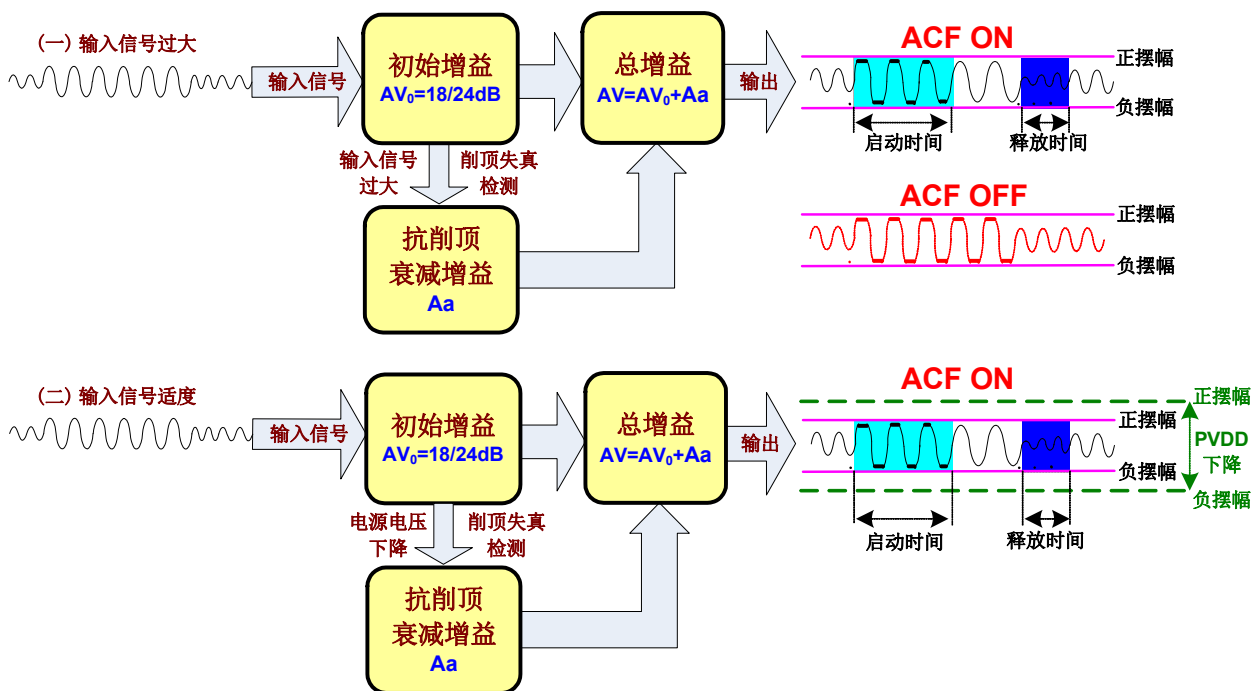 (一) 输入信号过大
输入信号
初始增益
AV₀=18/24dB
总增益
AV=AV₀+Aa
输出
ACF ON
正摆幅
负摆幅
启动时间
释放时间
输入信号
过大
削顶失真
检测
抗削顶
衰减增益
Aa
ACF OFF
正摆幅
负摆幅
(二) 输入信号适度
输入信号
初始增益
AV₀=18/24dB
总增益
AV=AV₀+Aa
输出
ACF ON
正摆幅
正摆幅
PVDD
下降
负摆幅
负摆幅
启动时间
释放时间
电源电压
下降
削顶失真
检测
抗削顶
衰减增益
Aa